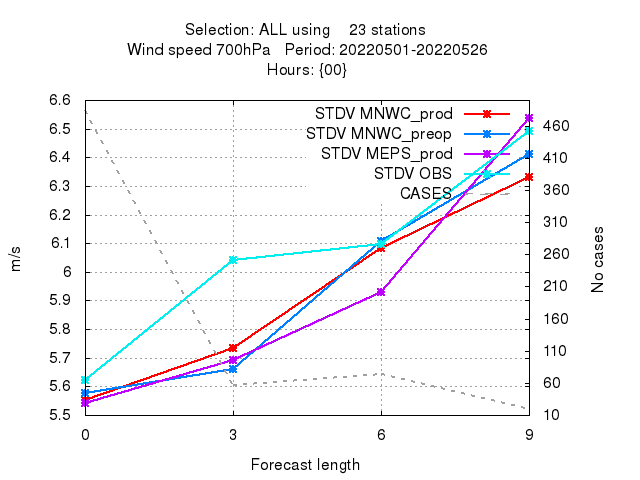 Selection: ALL using 23 stations
Wind speed 700hPa Period: 20220501-20220526
Hours: {00}
STDV MNWC_prod
STDV MNWC_preop
STDV MEPS_prod
STDV OBS
CASES
6.6
6.5
6.4
6.3
6.2
6.1
6
5.9
5.8
5.7
5.6
5.5
m/s
460
410
360
310
260
210
160
110
60
10
No cases
0 3 6 9
Forecast length